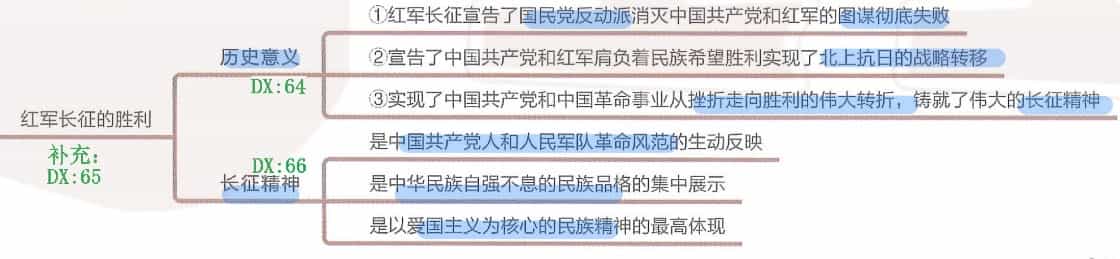 ①红军长征宣告了国民党反动派消灭中国共产党和红军的图谋彻底失败
历史意义
②宣告了中国共产党和红军肩负着民族希望胜利实现了北上抗日的战略转移
DX:64
③实现了中国共产党和中国革命事业从挫折走向胜利的伟大转折，铸就了伟大的长征精神
红军长征的胜利
补充：
DX:65
是中国共产党人和人民军队革命风范的生动反映
DX:66
长征精神
是中华民族自强不息的民族品格的集中展示
是以爱国主义为核心的民族精神的最高体现